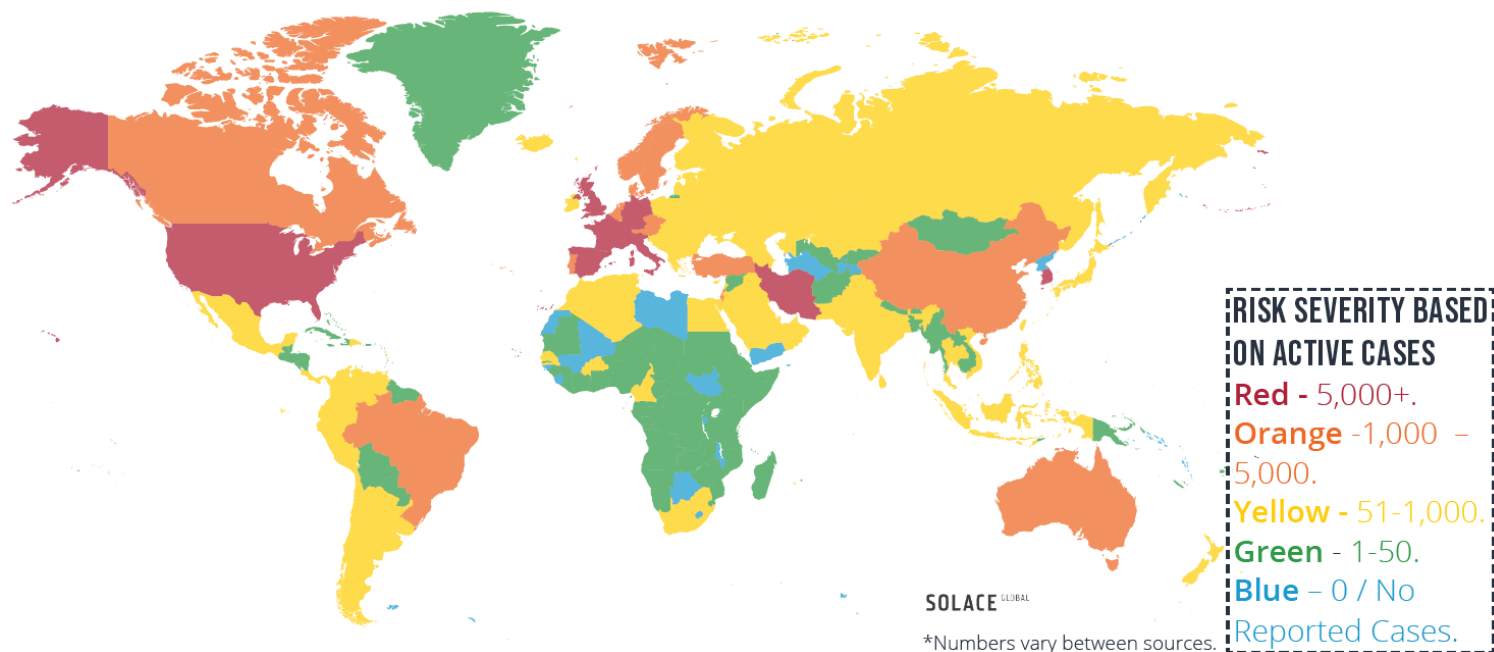 RISK SEVERITY BASED
ON ACTIVE CASES
Red - 5,000+.
Orange -1,000 –
5,000.
Yellow - 51-1,000.
Green - 1-50.
Blue – 0 / No
Reported Cases.
SOLACE GLOBAL
*Numbers vary between sources.